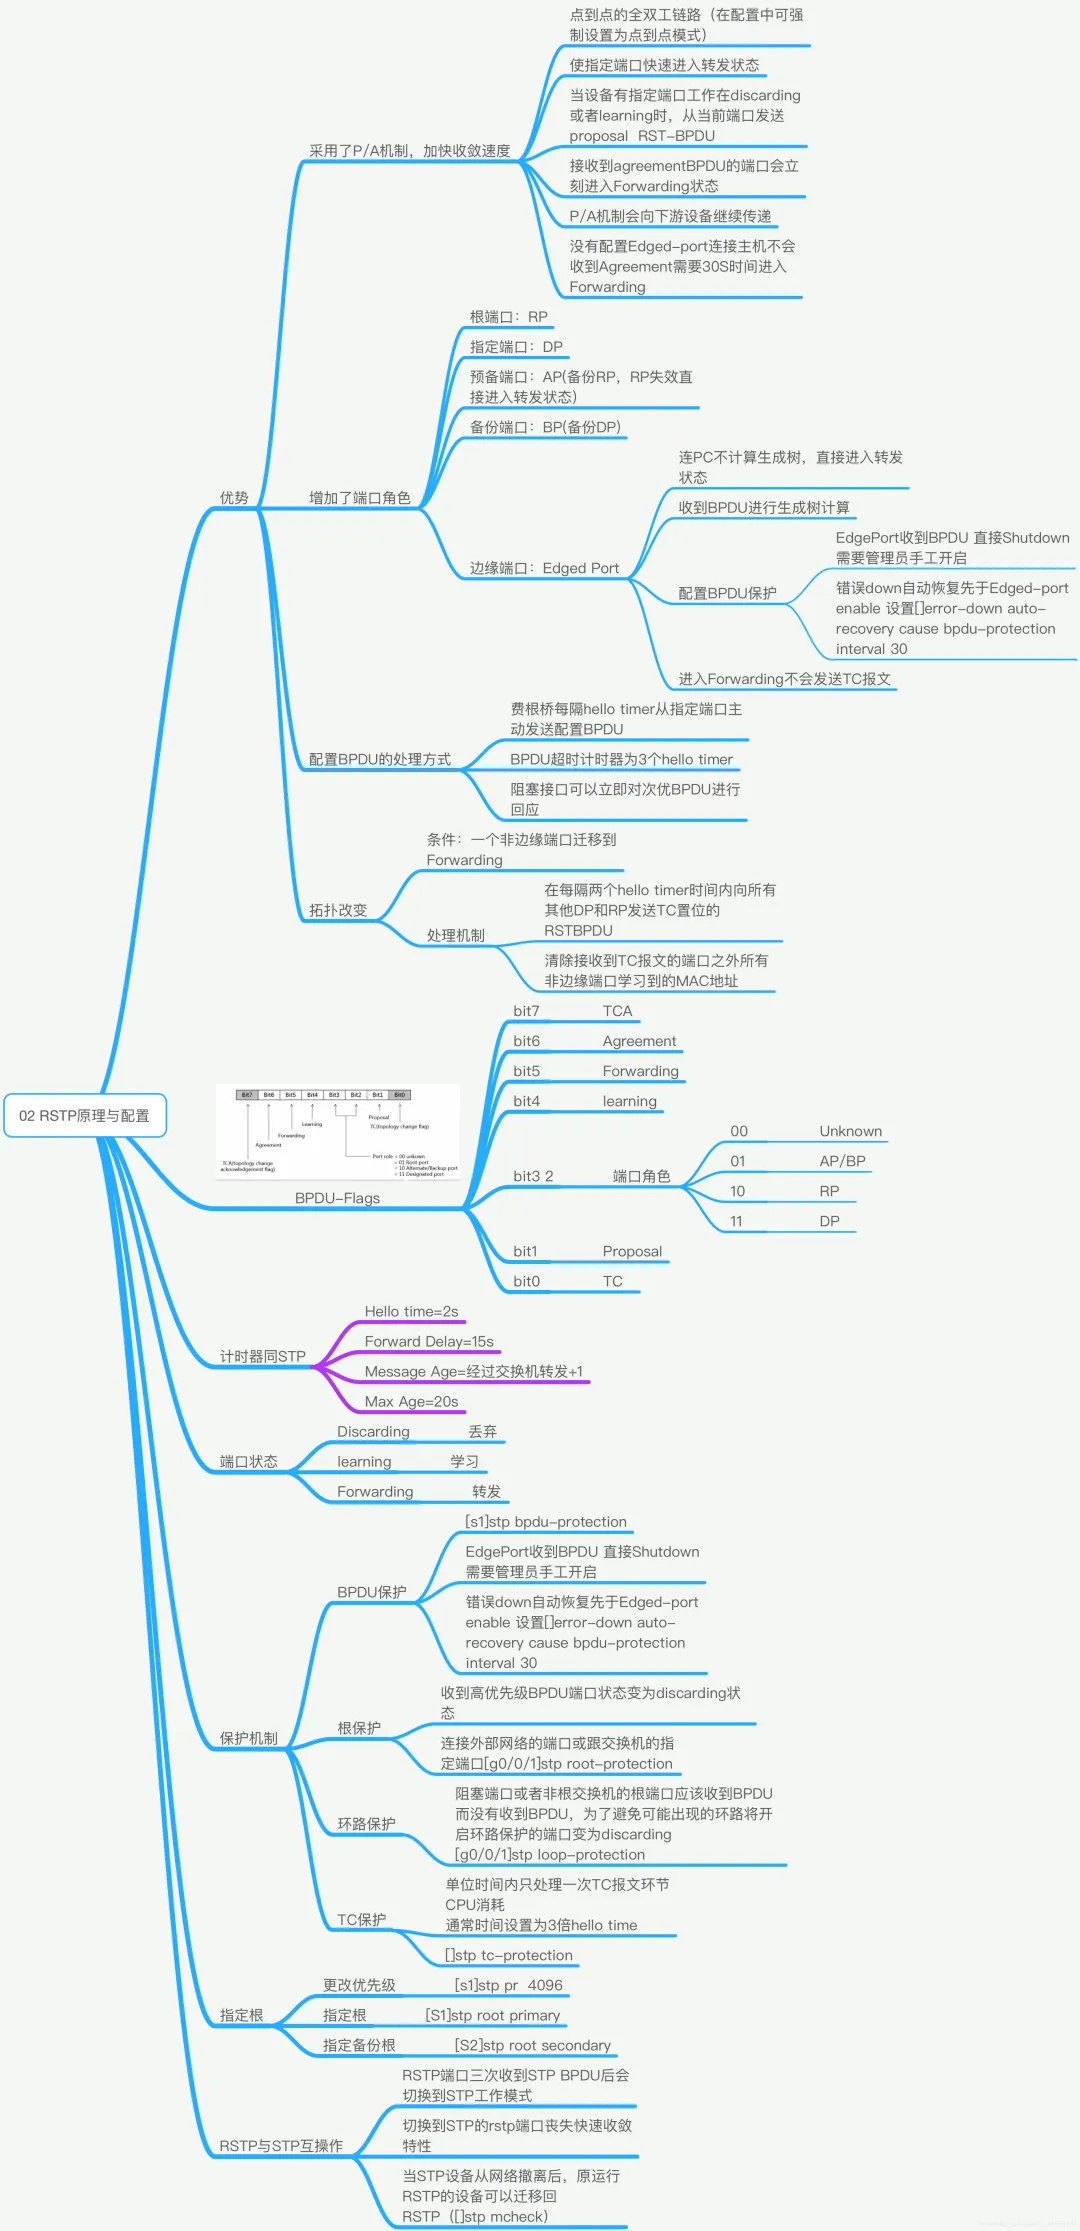 点到点的全双工链路（在配置中可强
制设置为点到点模式）
使指定端口快速进入转发状态
当设备有指定端口工作在discarding
或者learning时，从当前端口发送
proposal  RST-BPDU
采用了P/A机制，加快收敛速度
接收到agreementBPDU的端口会立
刻进入Forwarding状态
P/A机制会向下游设备继续传递
没有配置Edged-port连接主机不会
收到Agreement需要30S时间进入
Forwarding
根端口：RP
指定端口：DP
预备端口：AP(备份RP，RP失效直
接进入转发状态)
备份端口：BP(备份DP)
优势
增加了端口角色
连PC不计算生成树，直接进入转发
状态
收到BPDU进行生成树计算
边缘端口：Edged Port
配置BPDU保护
EdgePort收到BPDU 直接Shutdown
需要管理员手工开启
错误down自动恢复先于Edged-port
enable 设置[]error-down auto-
recovery cause bpdu-protection
interval 30
进入Forwarding不会发送TC报文
费根桥每隔hello timer从指定端口主
动发送配置BPDU
配置BPDU的处理方式
BPDU超时计时器为3个hello timer
阻塞接口可以立即对次优BPDU进行
回应
条件：一个非边缘端口迁移到
Forwarding
拓扑改变
处理机制
在每隔两个hello timer时间内向所有
其他DP和RP发送TC置位的
RSTBPDU
清除接收到TC报文的端口之外所有
非边缘端口学习到的MAC地址
02 RSTP原理与配置
Bit7 Bit6 Bit5 Bit4 Bit3 Bit2 Bit1 Bit0
Proposal
TC(topology change flag)
Learning
Forwarding
Agreement
TCA(topology change
acknowledgement flag)
Port role = 00 unkown
= 01 Root port
= 10 Alternate/Backup port
= 11 Designated port
BPDU-Flags
bit7 TCA
bit6 Agreement
bit5 Forwarding
bit4 learning
bit3 2 端口角色
00 Unknown
01 AP/BP
10 RP
11 DP
bit1 Proposal
bit0 TC
计时器同STP
Hello time=2s
Forward Delay=15s
Message Age=经过交换机转发+1
Max Age=20s
端口状态
Discarding 丢弃
learning 学习
Forwarding 转发
保护机制
BPDU保护
[s1]stp bpdu-protection
EdgePort收到BPDU 直接Shutdown
需要管理员手工开启
错误down自动恢复先于Edged-port
enable 设置[]error-down auto-
recovery cause bpdu-protection
interval 30
根保护
收到高优先级BPDU端口状态变为discarding状
态
连接外部网络的端口或跟交换机的指
定端口[g0/0/1]stp root-protection
环路保护
阻塞端口或者非根交换机的根端口应该收到BPDU
而没有收到BPDU，为了避免可能出现的环路将开
启环路保护的端口变为discarding
[g0/0/1]stp loop-protection
TC保护
单位时间内只处理一次TC报文环节
CPU消耗
通常时间设置为3倍hello time
[]stp tc-protection
指定根
更改优先级 [s1]stp pr  4096
指定根 [S1]stp root primary
指定备份根 [S2]stp root secondary
RSTP与STP互操作
RSTP端口三次收到STP BPDU后会
切换到STP工作模式
切换到STP的rstp端口丧失快速收敛
特性
当STP设备从网络撤离后，原运行
RSTP的设备可以迁移回
RSTP（[]stp mcheck）